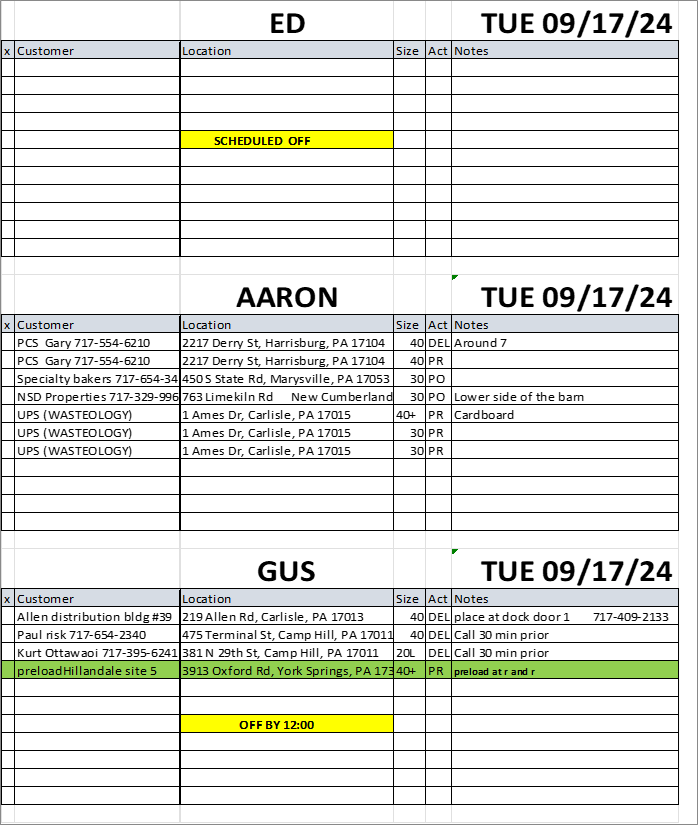 ED TUE 09/17/24
x Customer Location Size Act Notes
SCHEDULED OFF
AARON TUE 09/17/24
x Customer Location Size Act Notes
PCS Gary 717-554-6210 2217 Derry St, Harrisburg, PA 17104 40 DEL Around 7
PCS Gary 717-554-6210 2217 Derry St, Harrisburg, PA 17104 40 PR
Specialty bakers 717-654-34 450 S State Rd, Marysville, PA 17053 30 PO
NSD Properties 717-329-996 763 Limekiln Rd New Cumberland 30 PO Lower side of the barn
UPS (WASTEOLOGY) 1 Ames Dr, Carlisle, PA 17015 40+ PR Cardboard
UPS (WASTEOLOGY) 1 Ames Dr, Carlisle, PA 17015 30 PR
UPS (WASTEOLOGY) 1 Ames Dr, Carlisle, PA 17015 30 PR
GUS TUE 09/17/24
x Customer Location Size Act Notes
Allen distribution bldg #39 219 Allen Rd, Carlisle, PA 17013 40 DEL place at dock door 1 717-409-2133
Paul risk 717-654-2340 475 Terminal St, Camp Hill, PA 17011 40 DEL Call 30 min prior
Kurt Ottawaoi 717-395-6241 381 N 29th St, Camp Hill, PA 17011 20L DEL Call 30 min prior
preloadHillandale site 5 3913 Oxford Rd, York Springs, PA 173 40+ PR preload at r and r
OFF BY 12:00